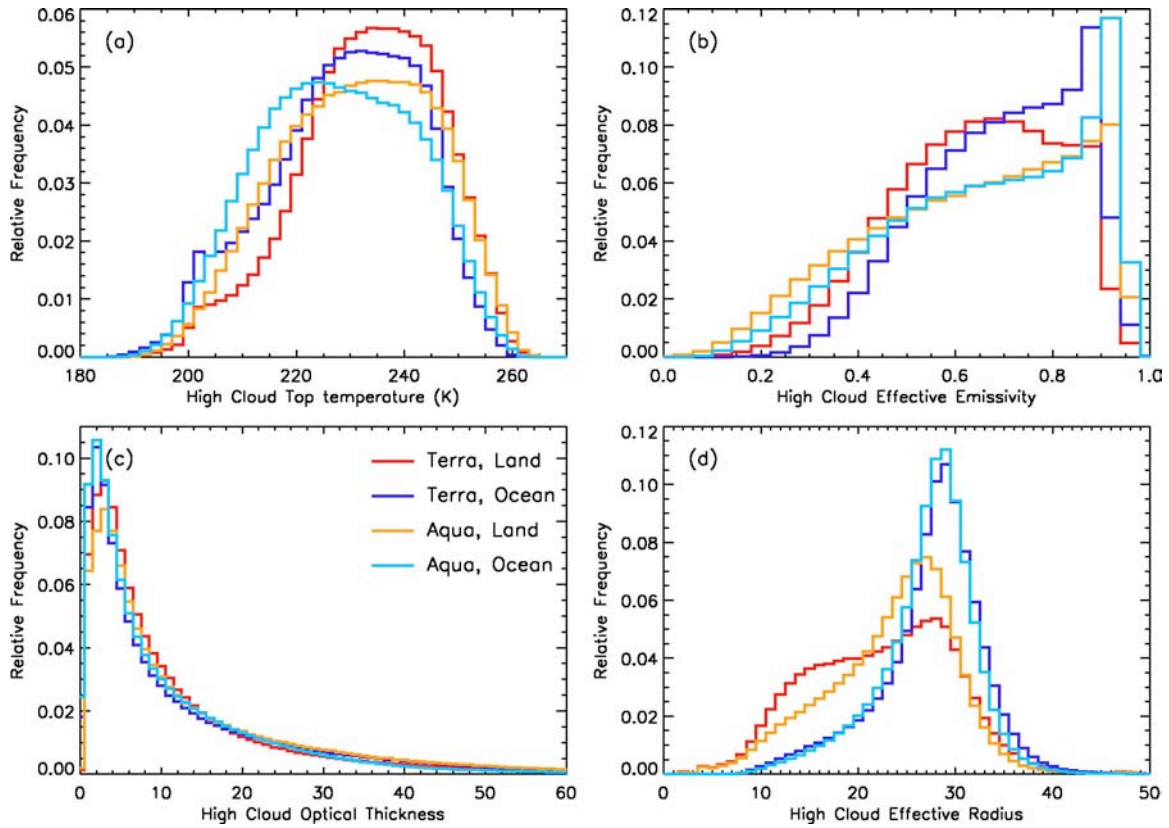 0.06
0.05
0.04
0.03
0.02
0.01
0.00
Relative Frequency
(a)
180 200 220 240 260
High Cloud Top temperature (K)
0.12
0.10
0.08
0.06
0.04
0.02
0.00
Relative Frequency
(b)
0.0 0.2 0.4 0.6 0.8 1.0
High Cloud Effective Emissivity
0.10
0.08
0.06
0.04
0.02
0.00
Relative Frequency
(c)
Terra, Land
Terra, Ocean
Aqua, Land
Aqua, Ocean
0 10 20 30 40 50 60
High Cloud Optical Thickness
0.12
0.10
0.08
0.06
0.04
0.02
0.00
Relative Frequency
(d)
0 10 20 30 40 50
High Cloud Effective Radius